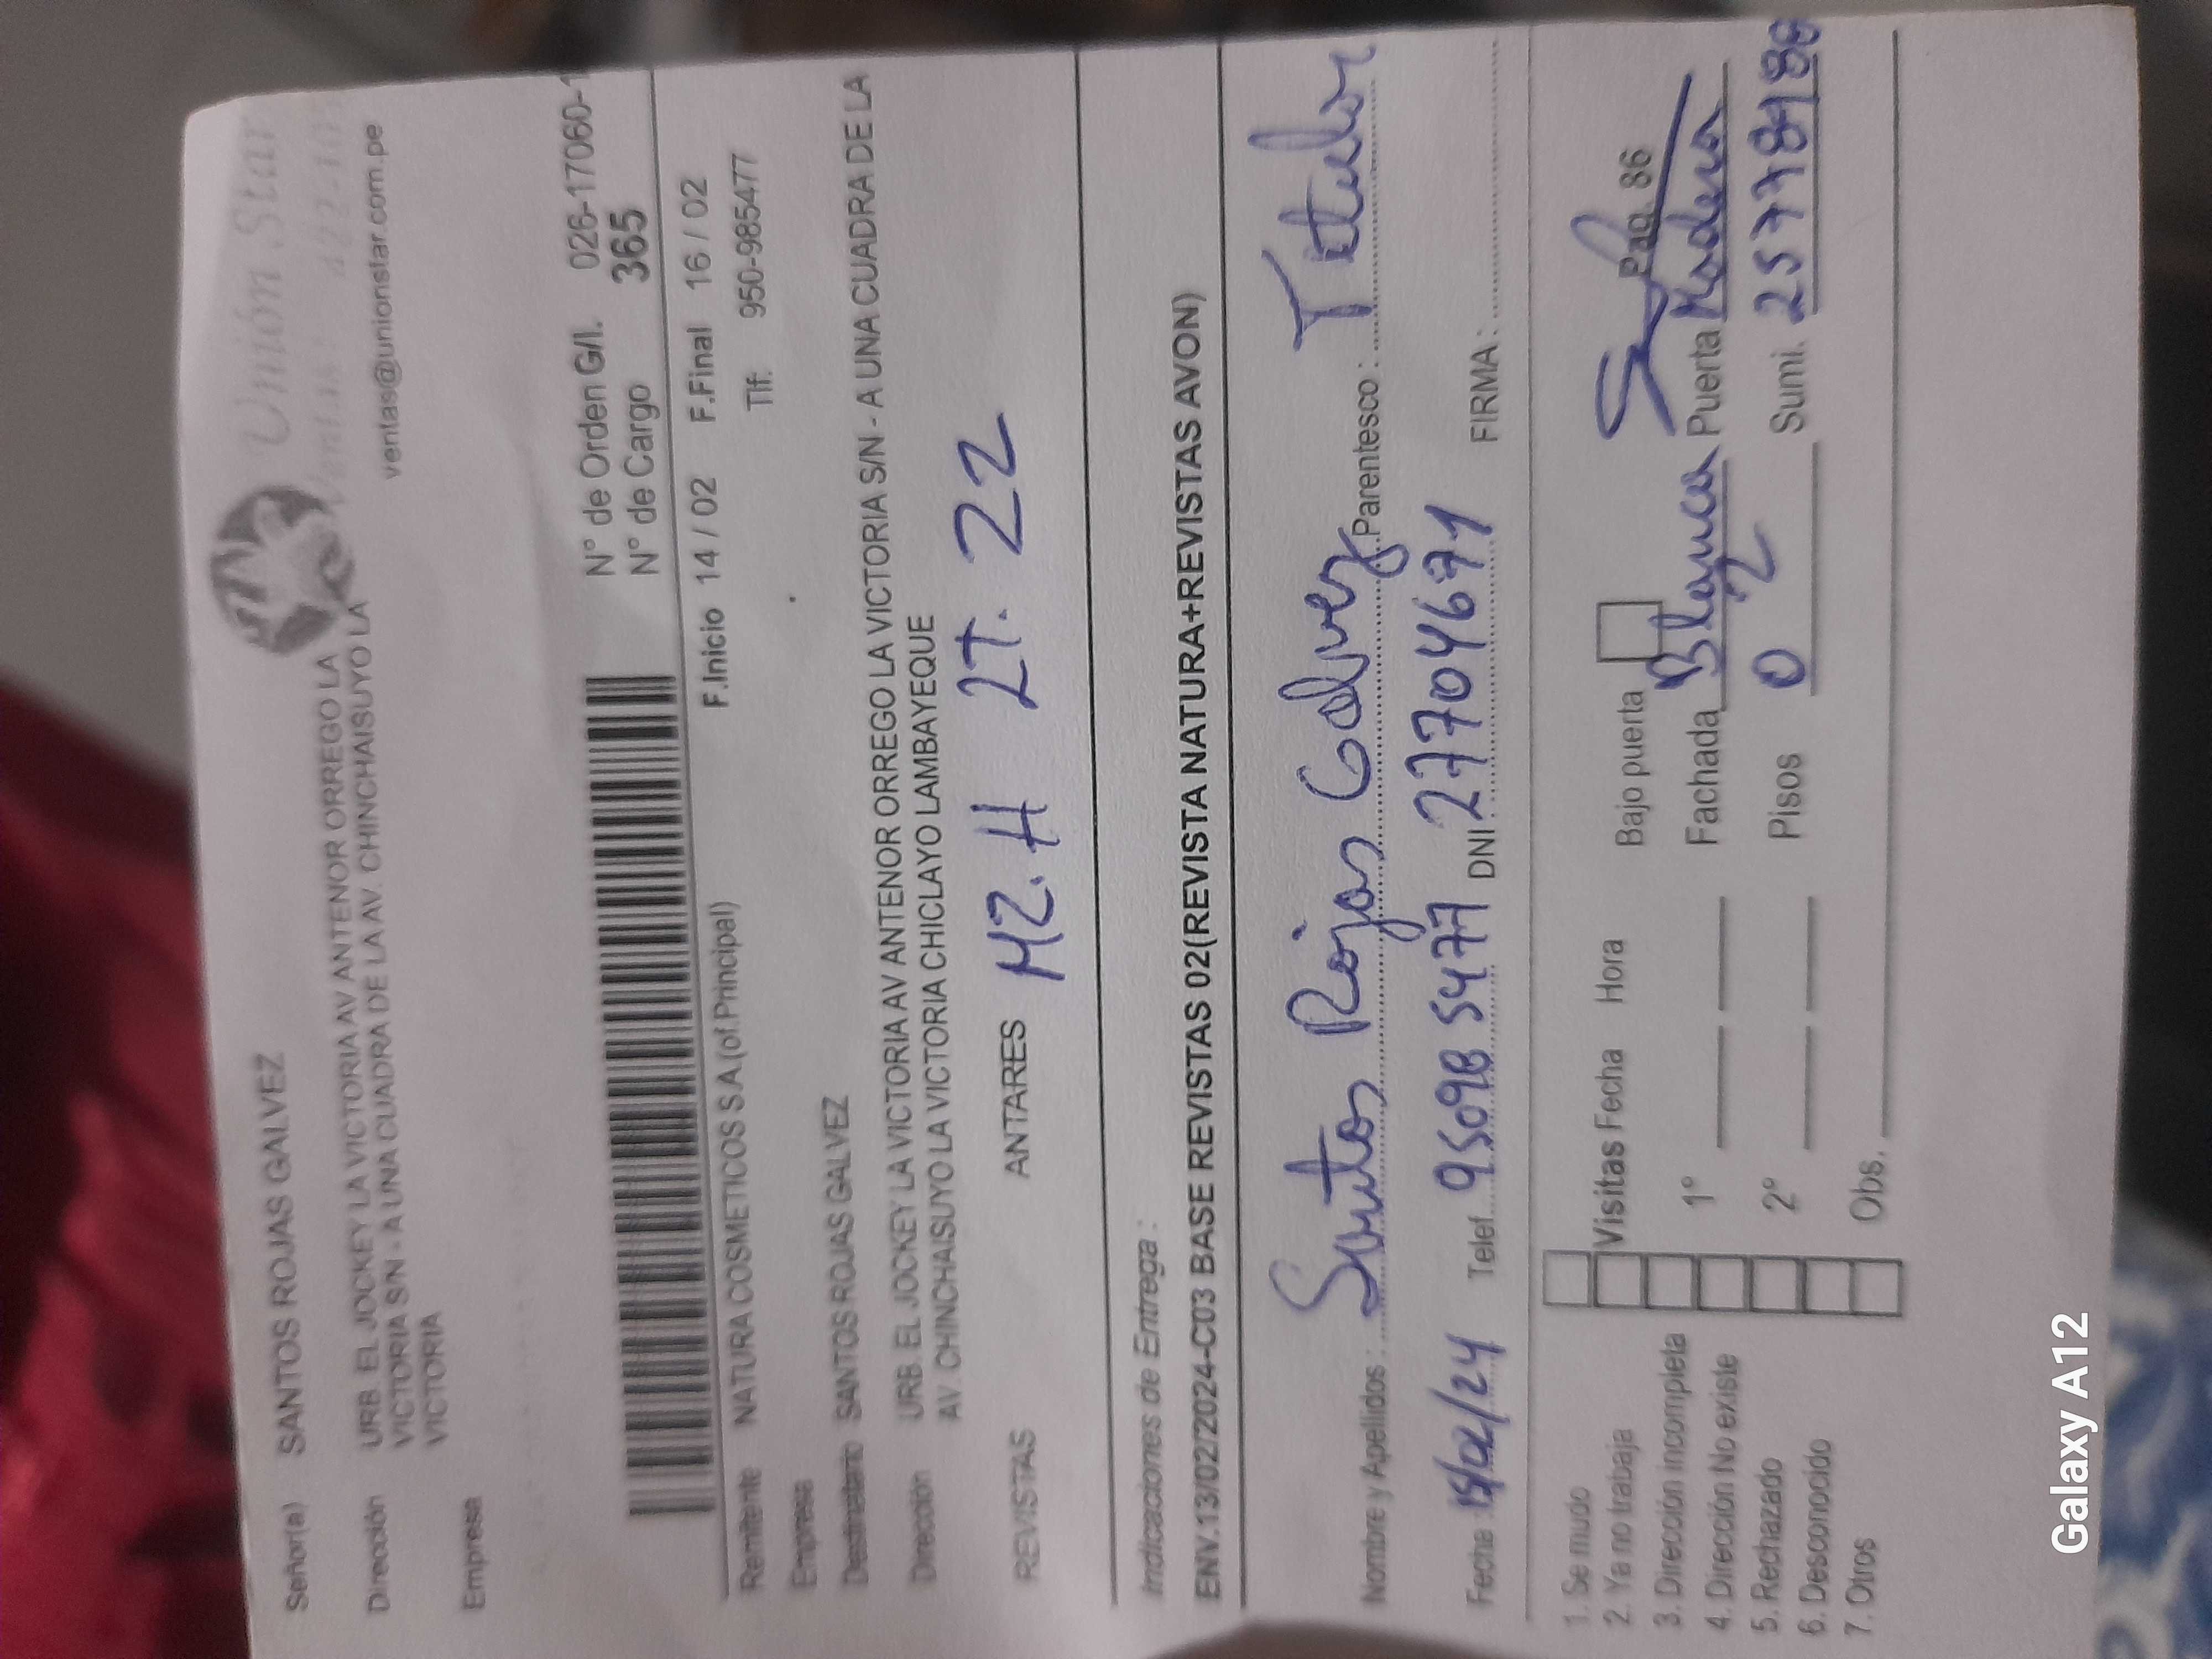 Unión Star
ventas@unionstar.com.pe
Señor(a) SANTOS ROJAS GALVEZ
Dirección URB. EL JOCKEY LA VICTORIA AV ANTENOR ORREGO LA
VICTORIA S/N - A UNA CUADRA DE LA AV. CHINCHAISUYO LA
VICTORIA
Empresa
N° de Orden G/I. 026-17060-1
N° de Cargo 365
F.Inicio 14 / 02 F.Final 16 / 02
Remitente NATURA COSMETICOS S.A.(of.Principal) Tlf: 950-985477
Empresa
Destinatario SANTOS ROJAS GALVEZ
Dirección URB. EL JOCKEY LA VICTORIA AV ANTENOR ORREGO LA VICTORIA S/N - A UNA CUADRA DE LA
AV. CHINCHAISUYO LA VICTORIA CHICLAYO LAMBAYEQUE
REVISTAS ANTARES MZ. H LT. 22
Indicaciones de Entrega :
ENV.13/02/2024-C03 BASE REVISTAS 02(REVISTA NATURA+REVISTAS AVON)
Nombre y Apellidos : Santos Rojas Galvez Parentesco : Titular
Fecha : 15/02/24 Telef. 950985477 DNI 27704671 FIRMA :
1. Se mudo
2. Ya no trabaja Visitas Fecha Hora Bajo puerta Pag. 86
3. Dirección incompleta
4. Dirección No existe 1° Fachada Blanca Puerta Madera
5. Rechazado
6. Desconocido 2° Pisos 02 Sumi.
7. Otros Obs.
Galaxy A12